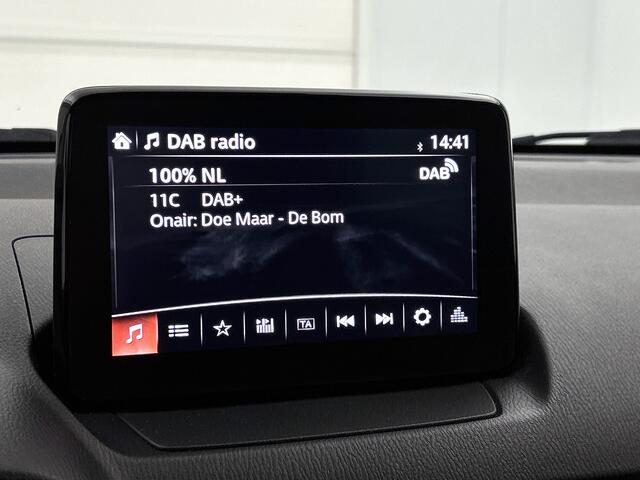 DAB radio 14:41
100% NL DAB
11C DAB+
Onair: Doe Maar - De Bom
TA